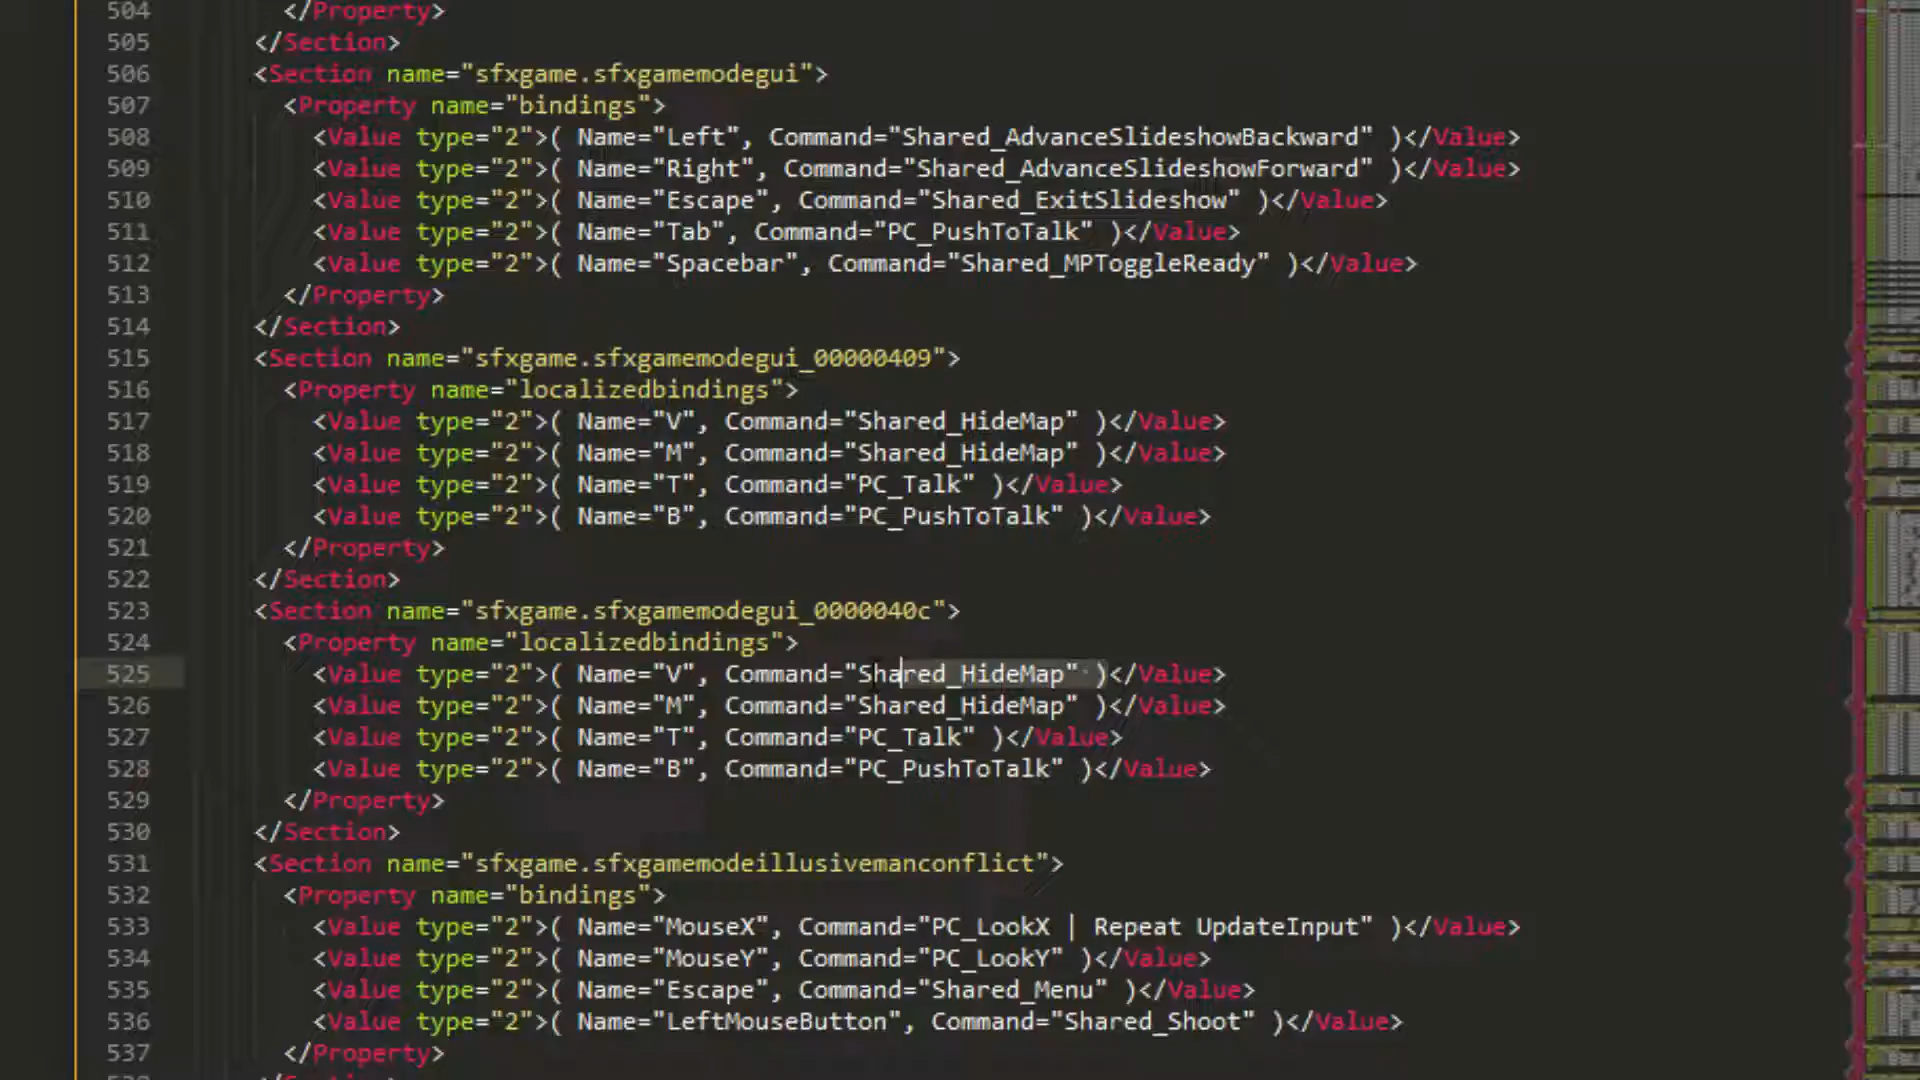 504 </Property>
505 </Section>
506 <Section name="sfxgame.sfxgamemodegui">
507 <Property name="bindings">
508 <Value type="2">( Name="Left", Command="Shared_AdvanceSlideshowBackward" )</Value>
509 <Value type="2">( Name="Right", Command="Shared_AdvanceSlideshowForward" )</Value>
510 <Value type="2">( Name="Escape", Command="Shared_ExitSlideshow" )</Value>
511 <Value type="2">( Name="Tab", Command="PC_PushToTalk" )</Value>
512 <Value type="2">( Name="Spacebar", Command="Shared_MPToggleReady" )</Value>
513 </Property>
514 </Section>
515 <Section name="sfxgame.sfxgamemodegui_00000409">
516 <Property name="localizedbindings">
517 <Value type="2">( Name="V", Command="Shared_HideMap" )</Value>
518 <Value type="2">( Name="M", Command="Shared_HideMap" )</Value>
519 <Value type="2">( Name="T", Command="PC_Talk" )</Value>
520 <Value type="2">( Name="B", Command="PC_PushToTalk" )</Value>
521 </Property>
522 </Section>
523 <Section name="sfxgame.sfxgamemodegui_0000040c">
524 <Property name="localizedbindings">
525 <Value type="2">( Name="V", Command="Shared_HideMap" )</Value>
526 <Value type="2">( Name="M", Command="Shared_HideMap" )</Value>
527 <Value type="2">( Name="T", Command="PC_Talk" )</Value>
528 <Value type="2">( Name="B", Command="PC_PushToTalk" )</Value>
529 </Property>
530 </Section>
531 <Section name="sfxgame.sfxgamemodeillusivemanconflict">
532 <Property name="bindings">
533 <Value type="2">( Name="MouseX", Command="PC_LookX | Repeat UpdateInput" )</Value>
534 <Value type="2">( Name="MouseY", Command="PC_LookY" )</Value>
535 <Value type="2">( Name="Escape", Command="Shared_Menu" )</Value>
536 <Value type="2">( Name="LeftMouseButton", Command="Shared_Shoot" )</Value>
537 </Property>